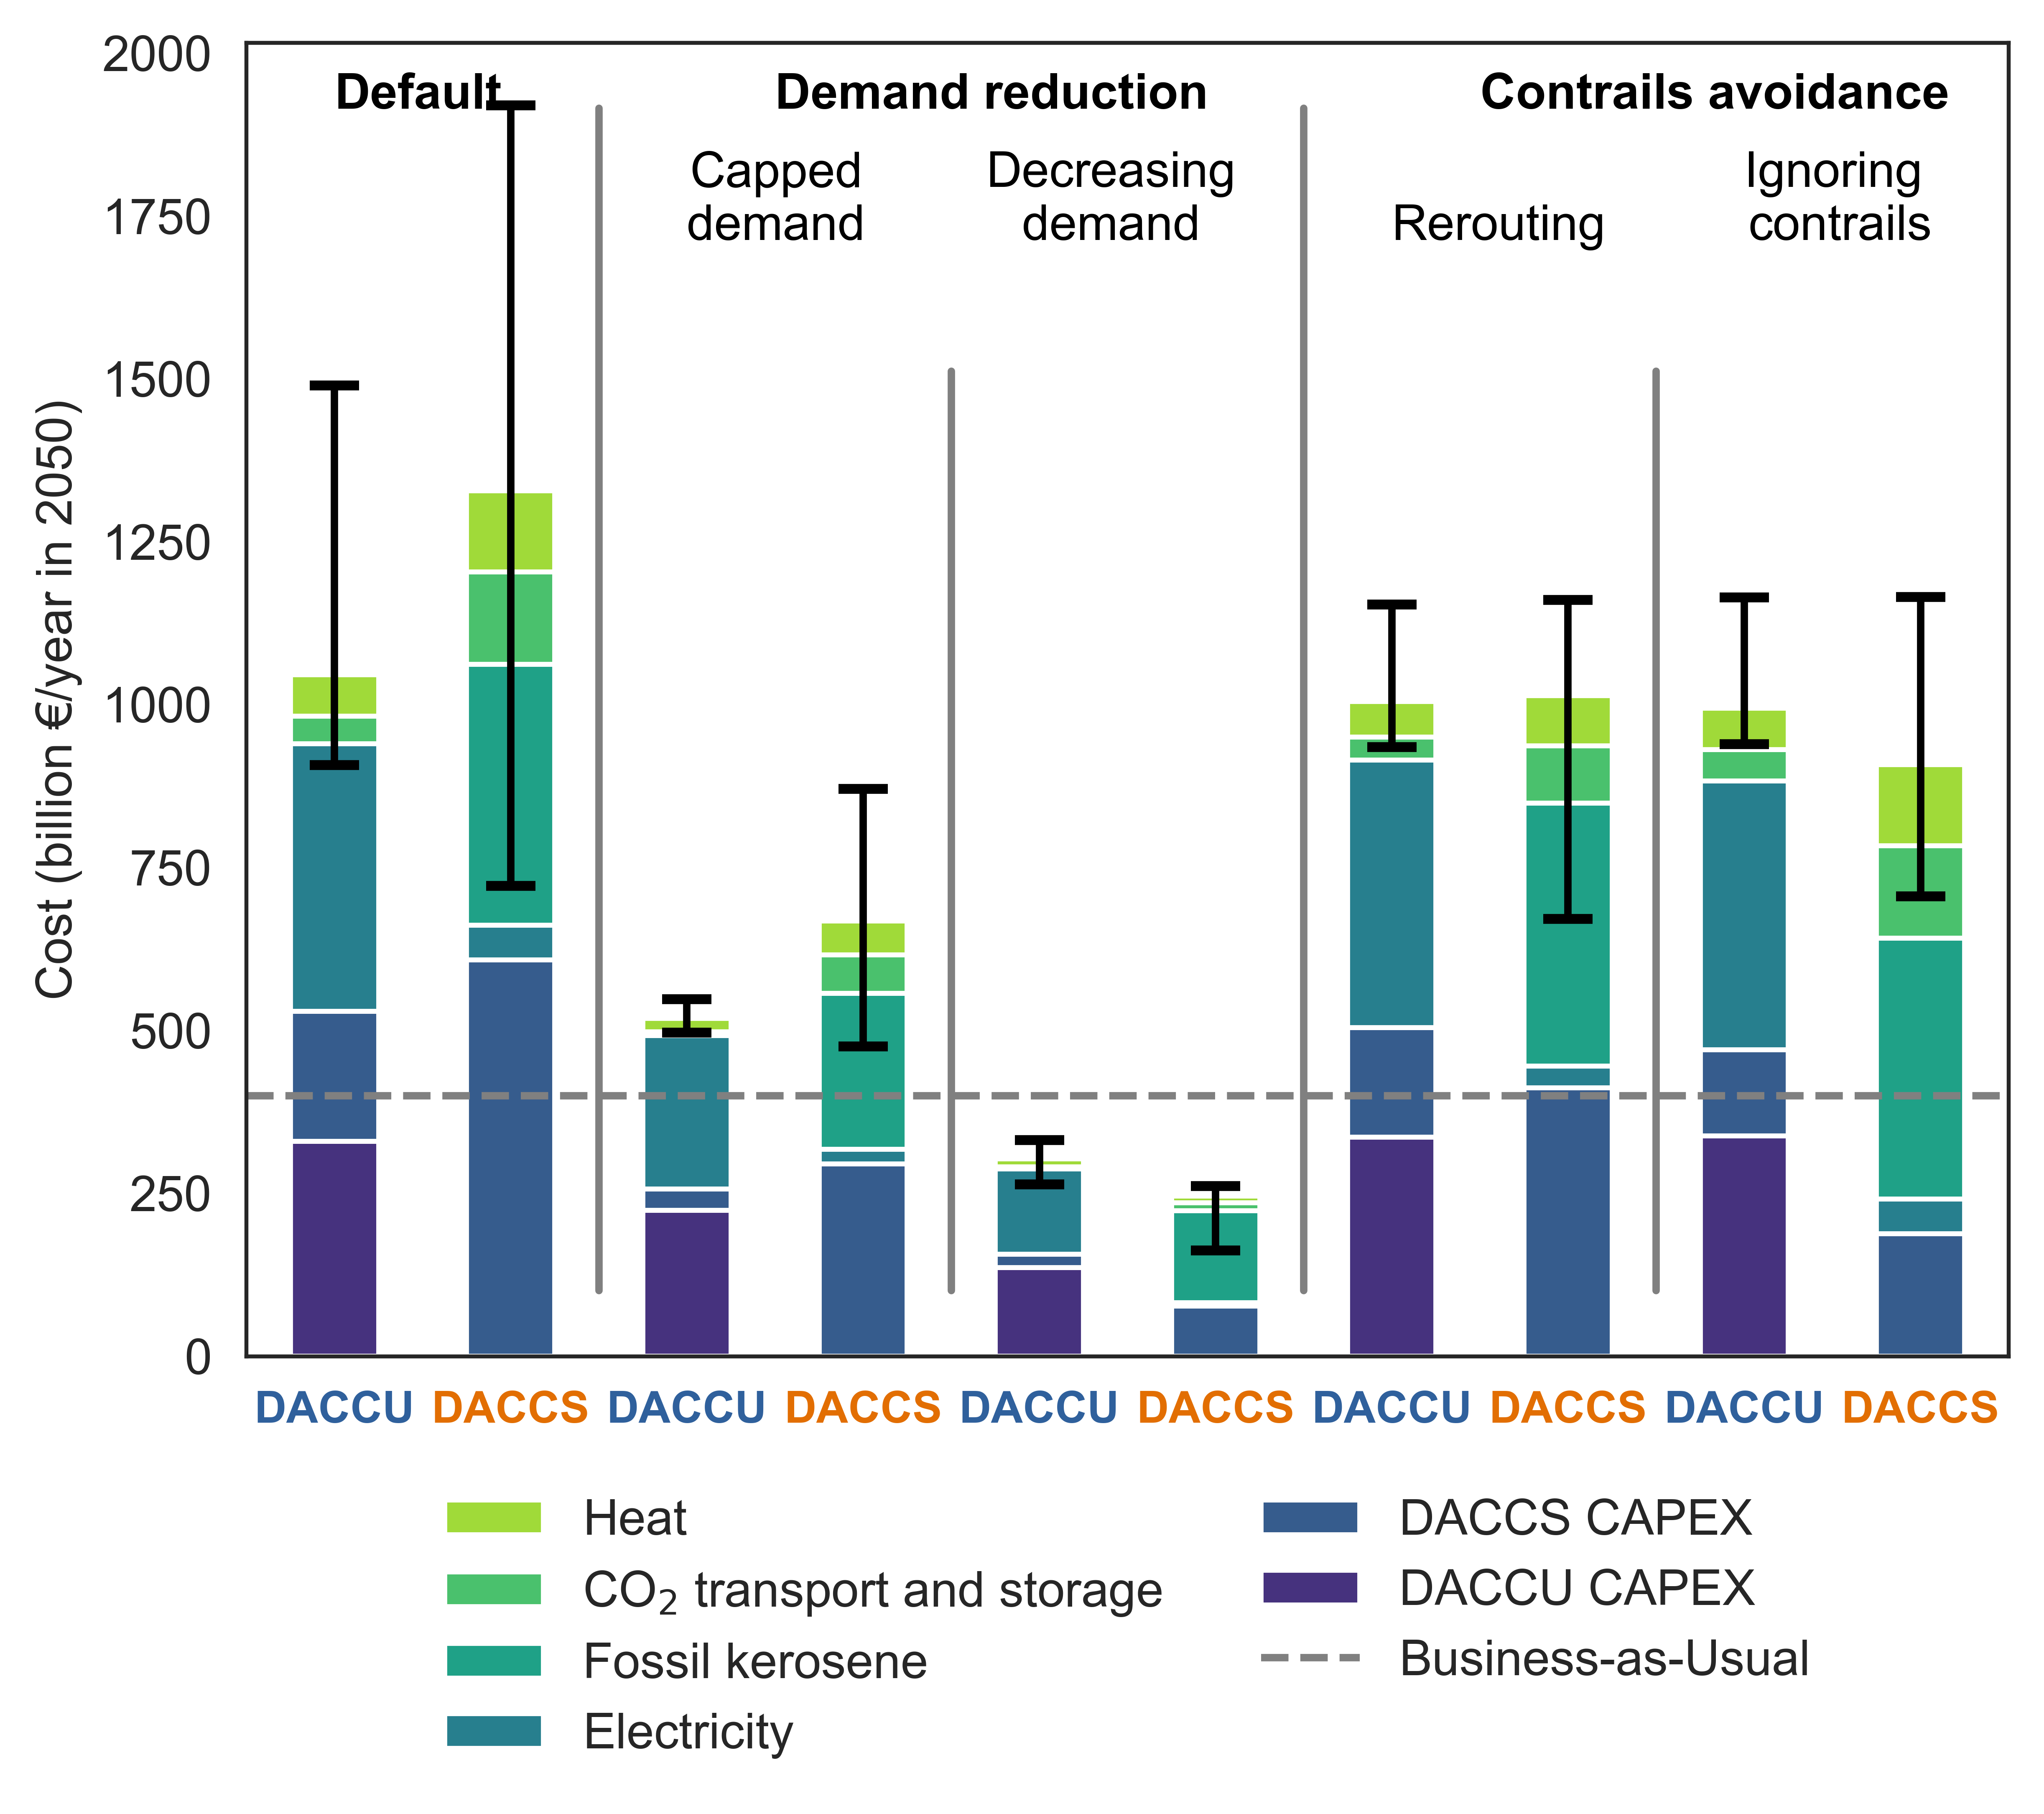 2000
1750
1500
1250
1000
750
500
250
0
Cost (billion €/year in 2050)
Default
Demand reduction
Contrails avoidance
Capped
demand
Decreasing
demand
Rerouting
Ignoring
contrails
DACCU DACCS DACCU DACCS DACCU DACCS DACCU DACCS DACCU DACCS
Heat
CO₂ transport and storage
Fossil kerosene
Electricity
DACCS CAPEX
DACCU CAPEX
Business-as-Usual